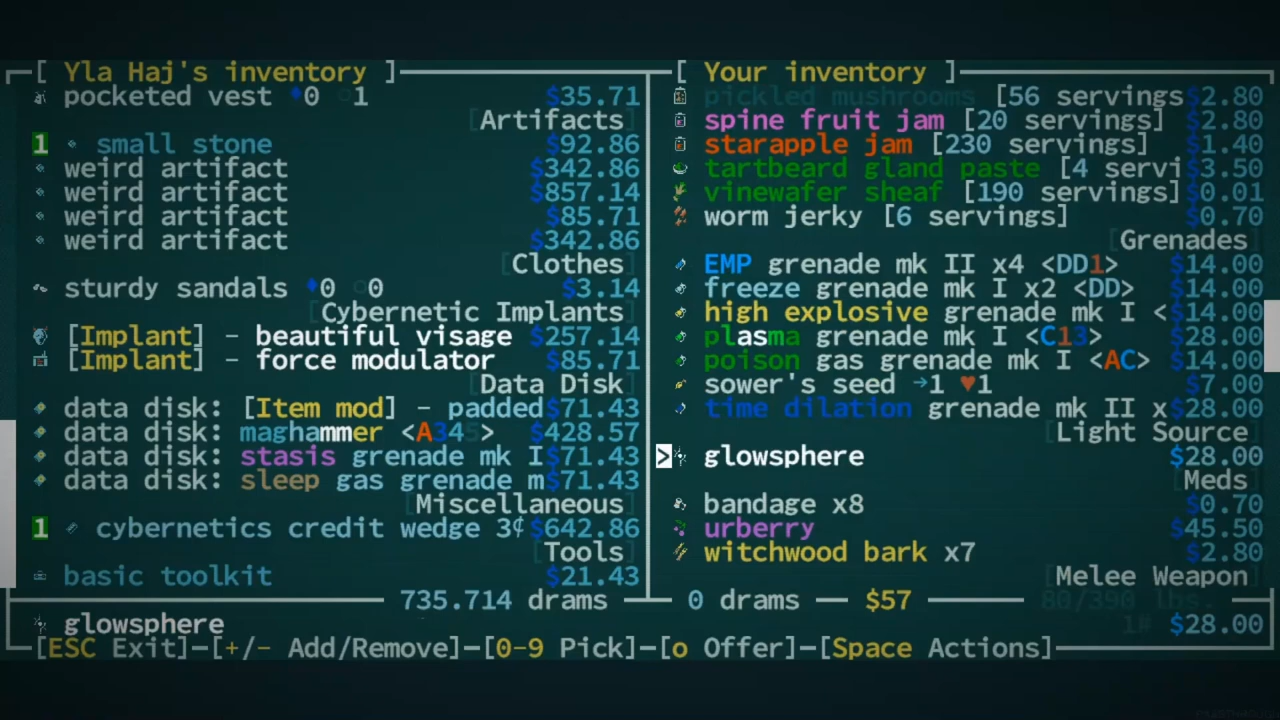 [ Yla Haj's inventory ]
pocketed vest ♦0 ○1 $35.71
[Artifacts]
1 small stone $92.86
weird artifact $342.86
weird artifact $857.14
weird artifact $85.71
weird artifact $342.86
[Clothes]
sturdy sandals ♦0 ○0 $3.14
[Cybernetic Implants]
[Implant] - beautiful visage $257.14
[Implant] - force modulator $85.71
[Data Disk]
data disk: [Item mod] - padded $71.43
data disk: maghammer <A345> $428.57
data disk: stasis grenade mk I $71.43
data disk: sleep gas grenade m $71.43
[Miscellaneous]
1 cybernetics credit wedge 3¢ $642.86
[Tools]
basic toolkit $21.43
735.714 drams
[ Your inventory ]
pickled mushrooms [56 servings $2.80
spine fruit jam [20 servings] $2.80
starapple jam [230 servings] $1.40
tartbeard gland paste [4 servi $3.50
vinewafer sheaf [190 servings] $0.01
worm jerky [6 servings] $0.70
[Grenades]
EMP grenade mk II x4 <DD1> $14.00
freeze grenade mk I x2 <DD> $14.00
high explosive grenade mk I < $14.00
plasma grenade mk I <C13> $28.00
poison gas grenade mk I <AC> $14.00
sower's seed →1 ♥1 $7.00
time dilation grenade mk II x $28.00
[Light Source]
> glowsphere $28.00
[Meds]
bandage x8 $0.70
urberry $45.50
witchwood bark x7 $2.80
[Melee Weapon]
0 drams — $57
80/390 lbs.
glowsphere 1# $28.00
[ESC Exit]-[+/- Add/Remove]-[0-9 Pick]-[o Offer]-[Space Actions]